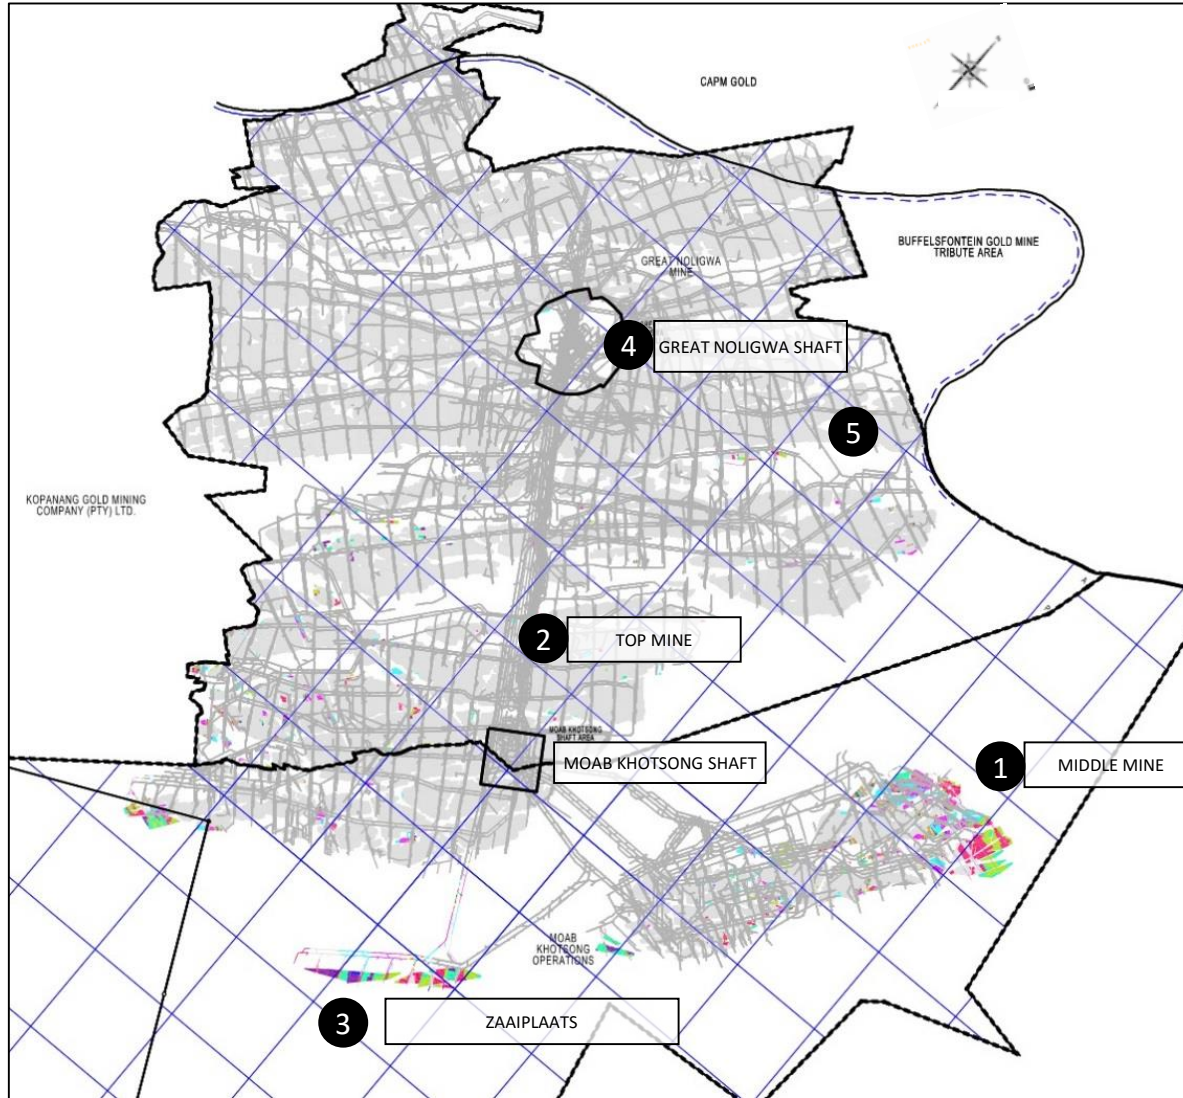 CAPM GOLD
BUFFELSFONTEIN GOLD MINE
TRIBUTE AREA
GREAT NOLIGWA
MINE
4
GREAT NOLIGWA SHAFT
5
KOPANANG GOLD MINING
COMPANY (PTY) LTD.
2
TOP MINE
MOAB KHOTSONG
SHAFT AREA
MOAB KHOTSONG SHAFT
1
MIDDLE MINE
MOAB
KHOTSONG
OPERATIONS
3
ZAAIPLAATS